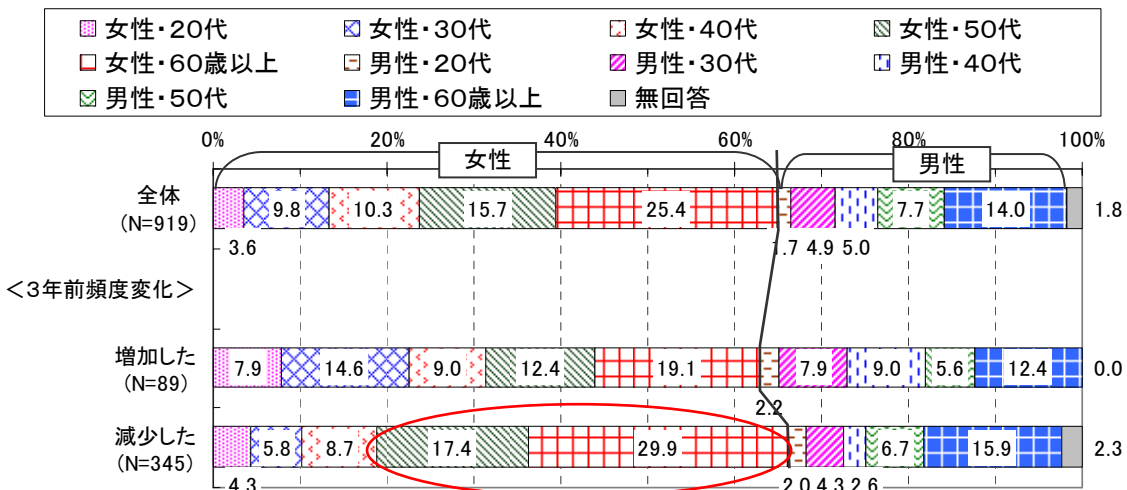 女性・20代 女性・30代 女性・40代 女性・50代
女性・60歳以上 男性・20代 男性・30代 男性・40代
男性・50代 男性・60歳以上 無回答
0% 20% 40% 60% 80% 100%
女性 男性
全体
(N=919)
9.8 10.3 15.7 25.4 7.7 14.0 1.8
3.6 1.7 4.9 5.0
＜3年前頻度変化＞
増加した
(N=89)
7.9 14.6 9.0 12.4 19.1 7.9 9.0 5.6 12.4 0.0
2.2
減少した
(N=345)
5.8 8.7 17.4 29.9 6.7 15.9 2.3
4.3 2.0 4.3 2.6